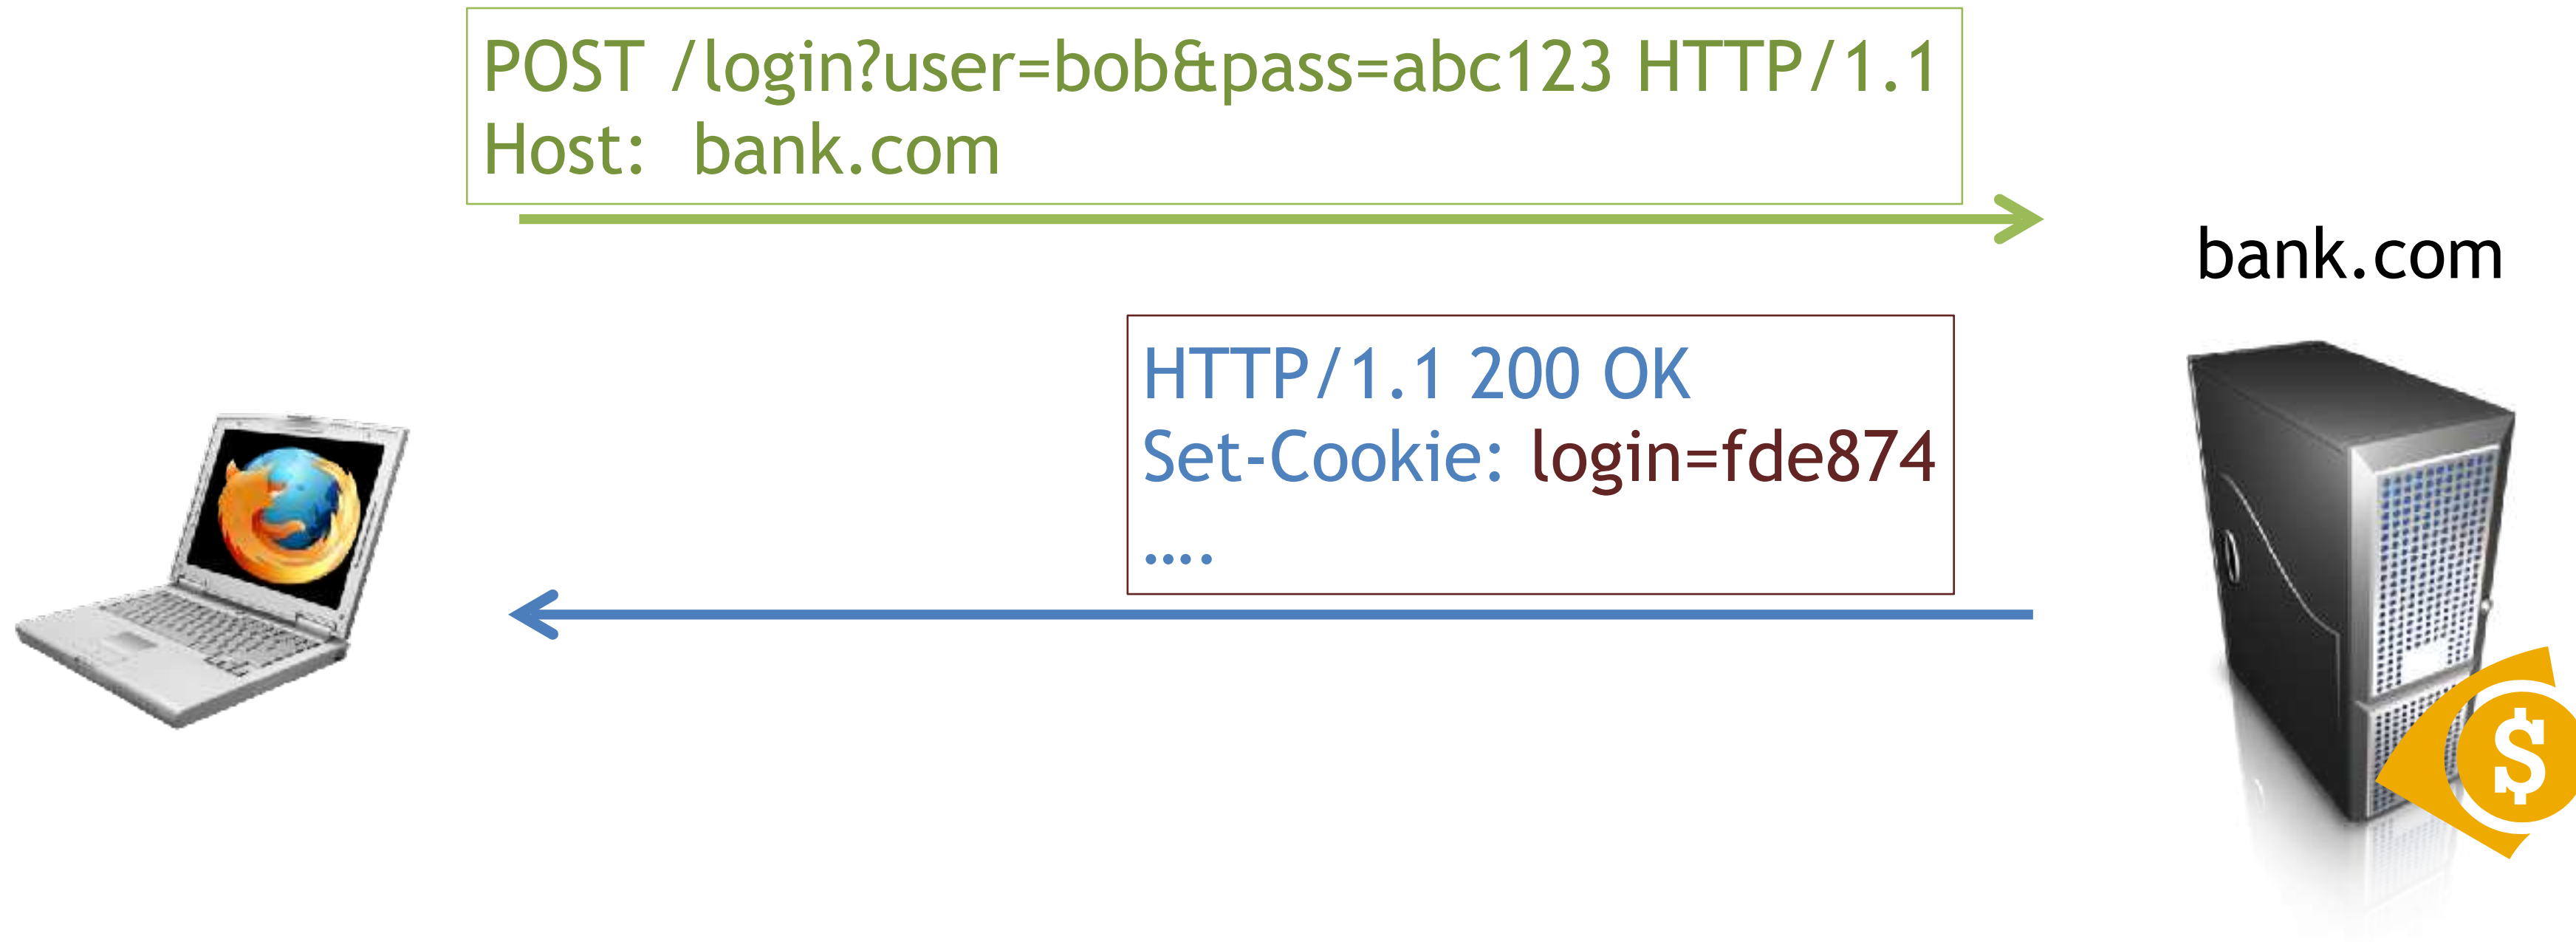 POST /login?user=bob&pass=abc123 HTTP/1.1
Host: bank.com
bank.com
HTTP/1.1 200 OK
Set-Cookie: login=fde874
....
$